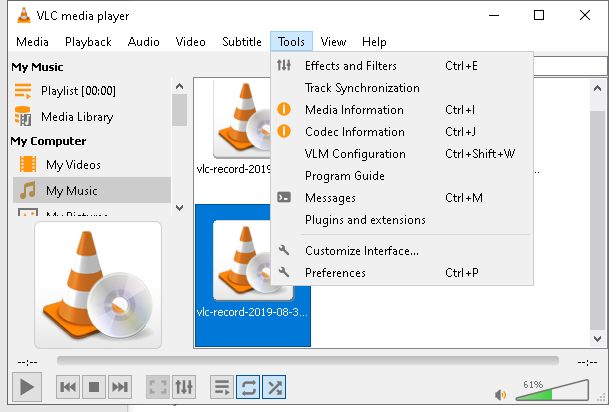 VLC media player
Media Playback Audio Video Subtitle Tools View Help
My Music
Playlist [00:00]
Media Library
My Computer
My Videos
My Music
My Pictures
Effects and Filters Ctrl+E
Track Synchronization
Media Information Ctrl+I
Codec Information Ctrl+J
VLM Configuration Ctrl+Shift+W
Program Guide
Messages Ctrl+M
Plugins and extensions
Customize Interface...
Preferences Ctrl+P
vlc-record-2019-0
vlc-record-2019-08-3...
--:--
--:--
61%